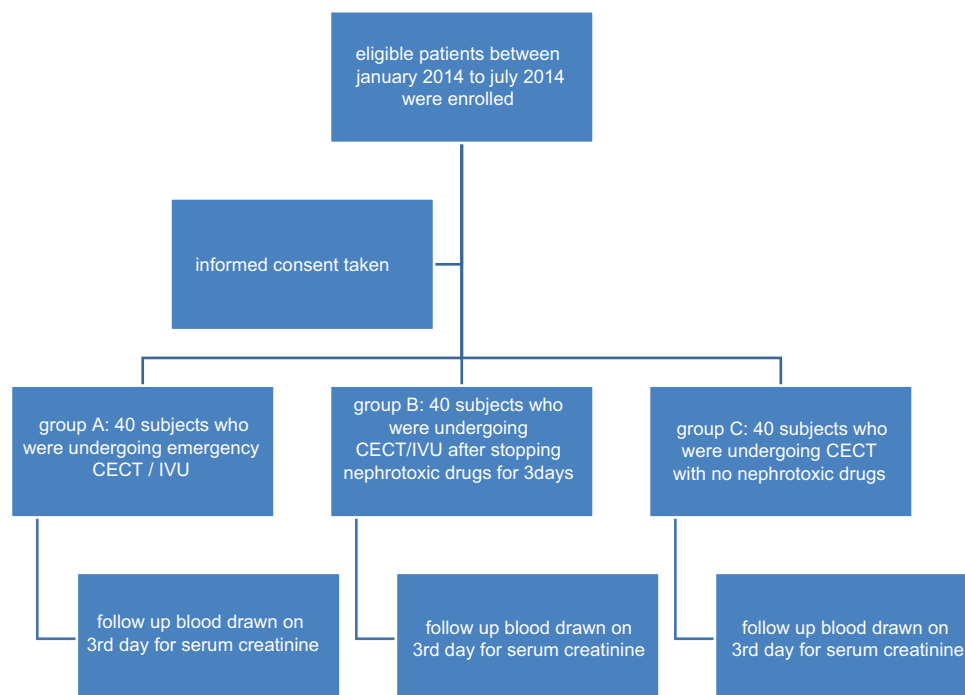 eligible patients between
january 2014 to july 2014
were enrolled
informed consent taken
group A: 40 subjects who
were undergoing emergency
CECT / IVU
group B: 40 subjects who
were undergoing
CECT/IVU after stopping
nephrotoxic drugs for 3days
group C: 40 subjects who
were undergoing CECT
with no nephrotoxic drugs
follow up blood drawn on
3rd day for serum creatinine
follow up blood drawn on
3rd day for serum creatinine
follow up blood drawn on
3rd day for serum creatinine